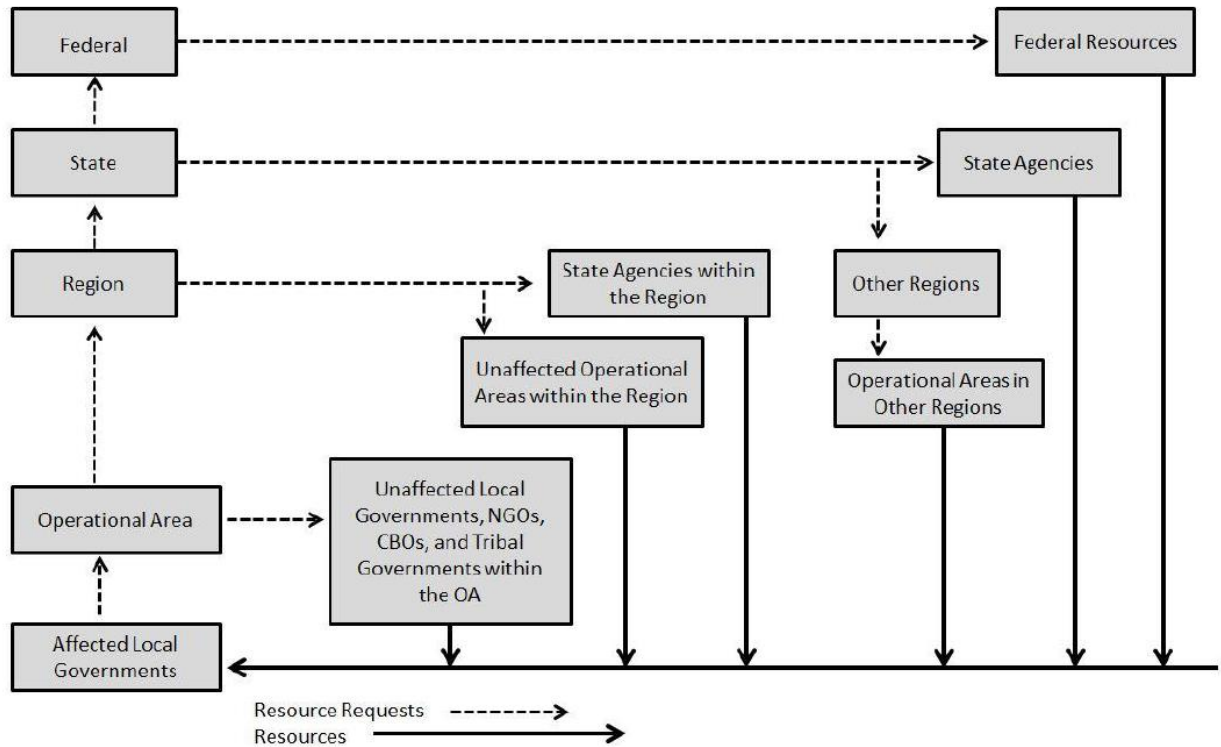 Federal
Federal Resources
State
State Agencies
Region
State Agencies within
the Region
Other Regions
Unaffected Operational
Areas within the Region
Operational Areas in
Other Regions
Operational Area
Unaffected Local
Governments, NGOs,
CBOs, and Tribal
Governments within
the OA
Affected Local
Governments
Resource Requests
Resources